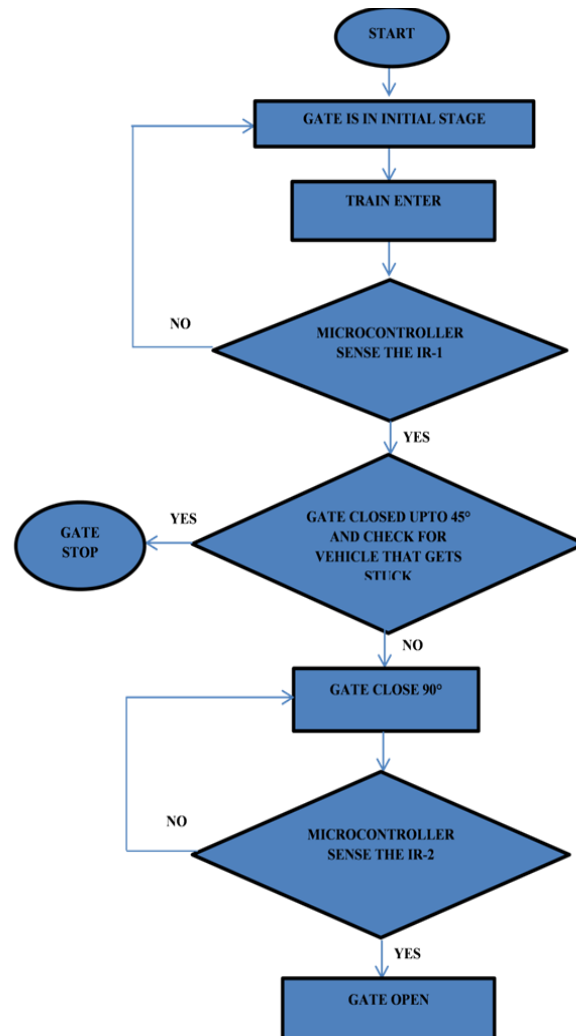 START
GATE IS IN INITIAL STAGE
TRAIN ENTER
NO
MICROCONTROLLER
SENSE THE IR-1
YES
GATE
STOP
YES
GATE CLOSED UPTO 45°
AND CHECK FOR
VEHICLE THAT GETS
STUCK
NO
GATE CLOSE 90°
NO
MICROCONTROLLER
SENSE THE IR-2
YES
GATE OPEN